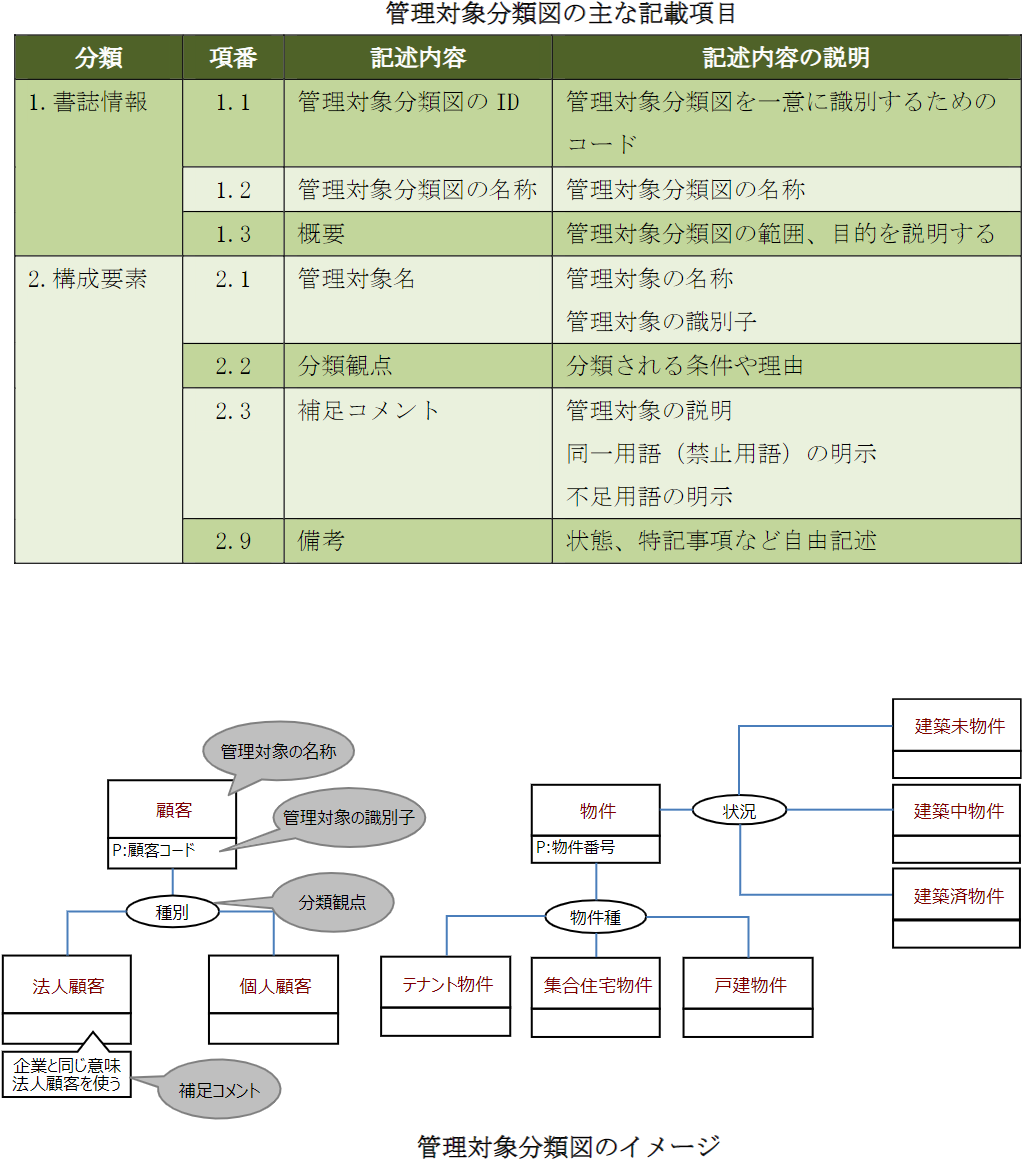 管理対象分類図の主な記載項目
分類 項番 記述内容 記述内容の説明
1.書誌情報 1.1 管理対象分類図の ID 管理対象分類図を一意に識別するための
コード
1.2 管理対象分類図の名称 管理対象分類図の名称
1.3 概要 管理対象分類図の範囲、目的を説明する
2.構成要素 2.1 管理対象名 管理対象の名称
管理対象の識別子
2.2 分類観点 分類される条件や理由
2.3 補足コメント 管理対象の説明
同一用語（禁止用語）の明示
不足用語の明示
2.9 備考 状態、特記事項など自由記述
管理対象の名称
顧客
管理対象の識別子
P:顧客コード
分類観点
種別
法人顧客
個人顧客
企業と同じ意味
法人顧客を使う
補足コメント
物件
P:物件番号
状況
建築未物件
建築中物件
建築済物件
物件種
テナント物件
集合住宅物件
戸建物件
管理対象分類図のイメージ